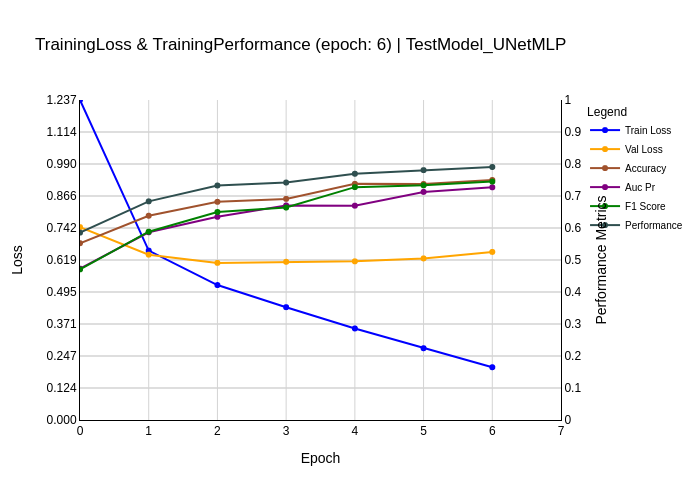 TrainingLoss & TrainingPerformance (epoch: 6) | TestModel_UNetMLP
1.237
1.114
0.990
0.866
0.742
0.619
0.495
0.371
0.247
0.124
0.000
Loss
0 1 2 3 4 5 6 7
Epoch
1
0.9
0.8
0.7
0.6
0.5
0.4
0.3
0.2
0.1
0
Performance Metrics
Legend
Train Loss
Val Loss
Accuracy
Auc Pr
F1 Score
Performance